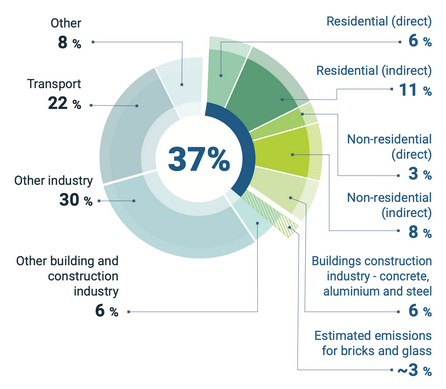 Other
8 %
Transport
22 %
Other industry
30 %
Other building and
construction
industry
6 %
37%
Residential (direct)
6 %
Residential (indirect)
11 %
Non-residential
(direct)
3 %
Non-residential
(indirect)
8 %
Buildings construction
industry - concrete,
aluminium and steel
6 %
Estimated emissions
for bricks and glass
~3 %